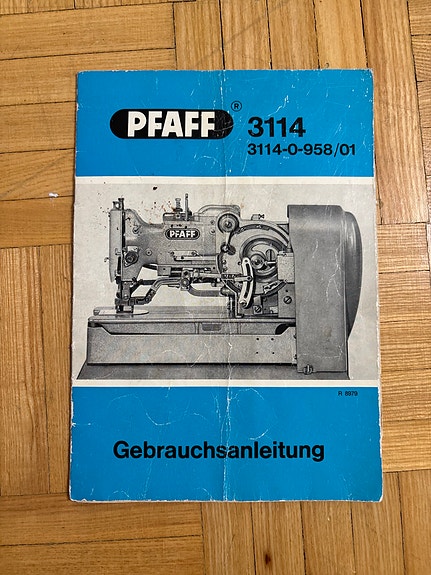 PFAFF ® 3114
3114-0-958/01
PFAFF
R 8979
Gebrauchsanleitung